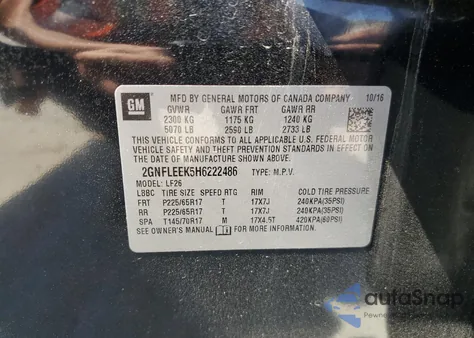 GM
MFD BY GENERAL MOTORS OF CANADA COMPANY 10/16
GVWR GAWR FRT GAWR RR
2300 KG 1175 KG 1240 KG
5070 LB 2590 LB 2733 LB
THIS VEHICLE CONFORMS TO ALL APPLICABLE U.S. FEDERAL MOTOR
VEHICLE SAFETY AND THEFT PREVENTION STANDARDS IN EFFECT ON
THE DATE OF MANUFACTURE SHOWN ABOVE.
2GNFLEEK5H6222486 TYPE: M.P.V.
MODEL: LF26
LBBC TIRE SIZE SPEED RTG RIM COLD TIRE PRESSURE
FRT P225/65R17 T 17X7J 240KPA(35PSI)
RR P225/65R17 T 17X7J 240KPA(35PSI)
SPA T145/70R17 M 17X4.5T 420KPA(60PSI)
SEE OWNER'S MANUAL FOR MORE INFORMATION.
autoSnap